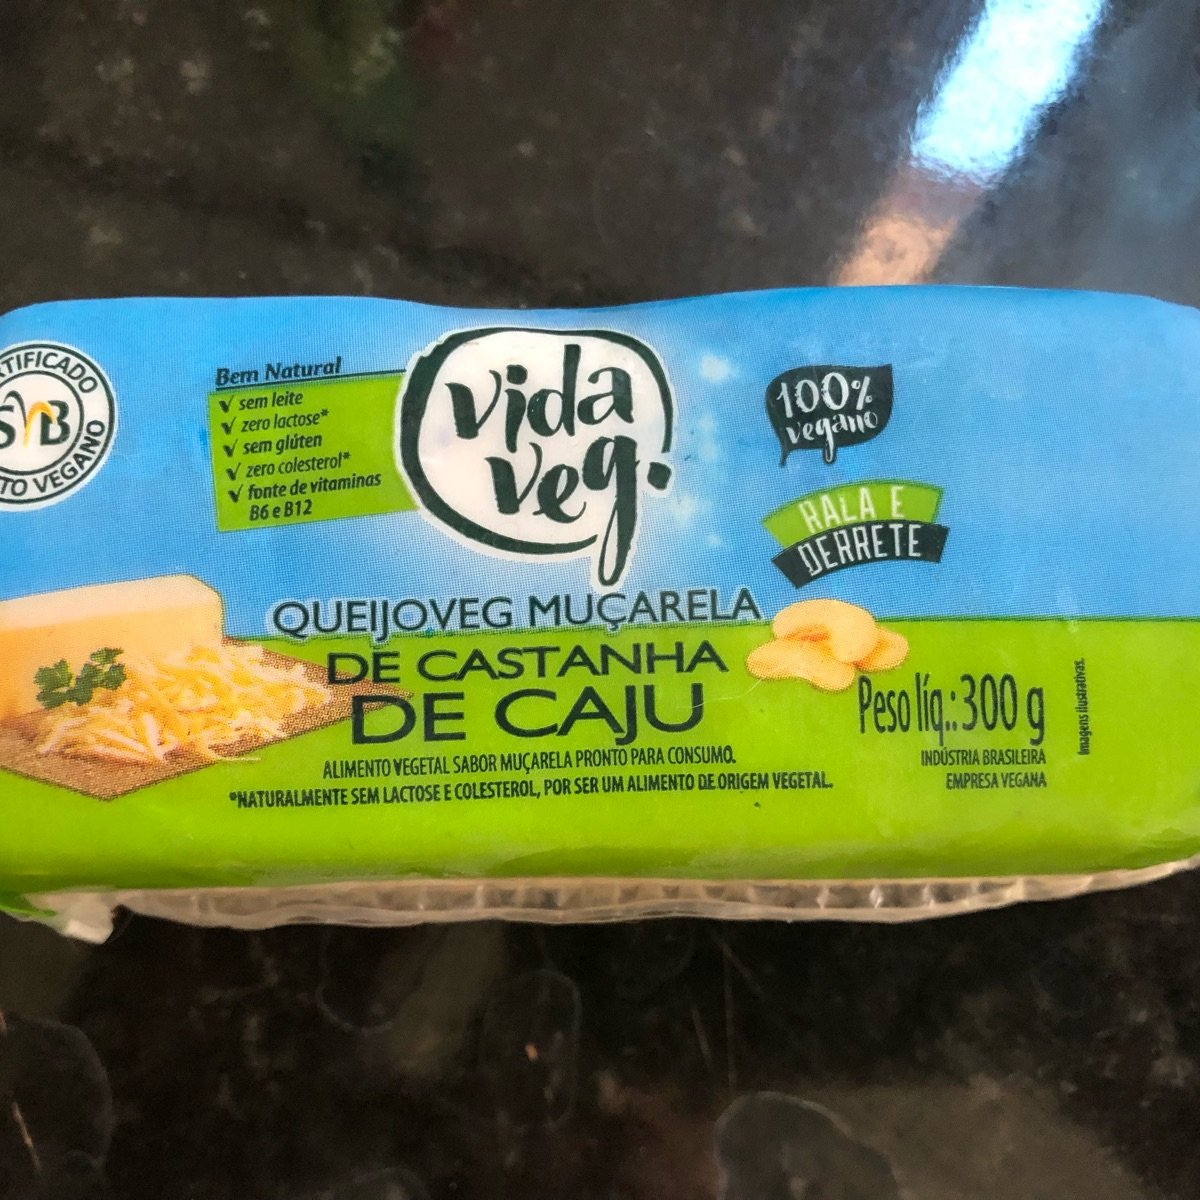 TIFICADO
SVB
TO VEGANO
Bem Natural
√ sem leite
√ zero lactose*
√ sem glúten
√ zero colesterol*
√ fonte de vitaminas
B6 e B12
vida
veg.
100%
vegano
RALA E
DERRETE
QUEIJOVEG MUÇARELA
DE CASTANHA
DE CAJU
Peso líq.: 300 g
INDÚSTRIA BRASILEIRA
EMPRESA VEGANA
Imagens ilustrativas.
ALIMENTO VEGETAL SABOR MUÇARELA PRONTO PARA CONSUMO.
*NATURALMENTE SEM LACTOSE E COLESTEROL, POR SER UM ALIMENTO DE ORIGEM VEGETAL.